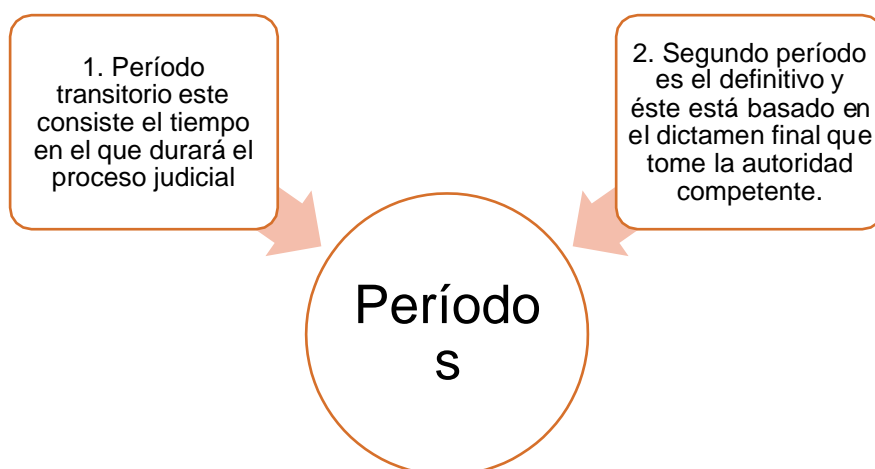 1. Período
transitorio este
consiste el tiempo
en el que durará el
proceso judicial
2. Segundo período
es el definitivo y
éste está basado en
el dictamen final que
tome la autoridad
competente.
Período
s